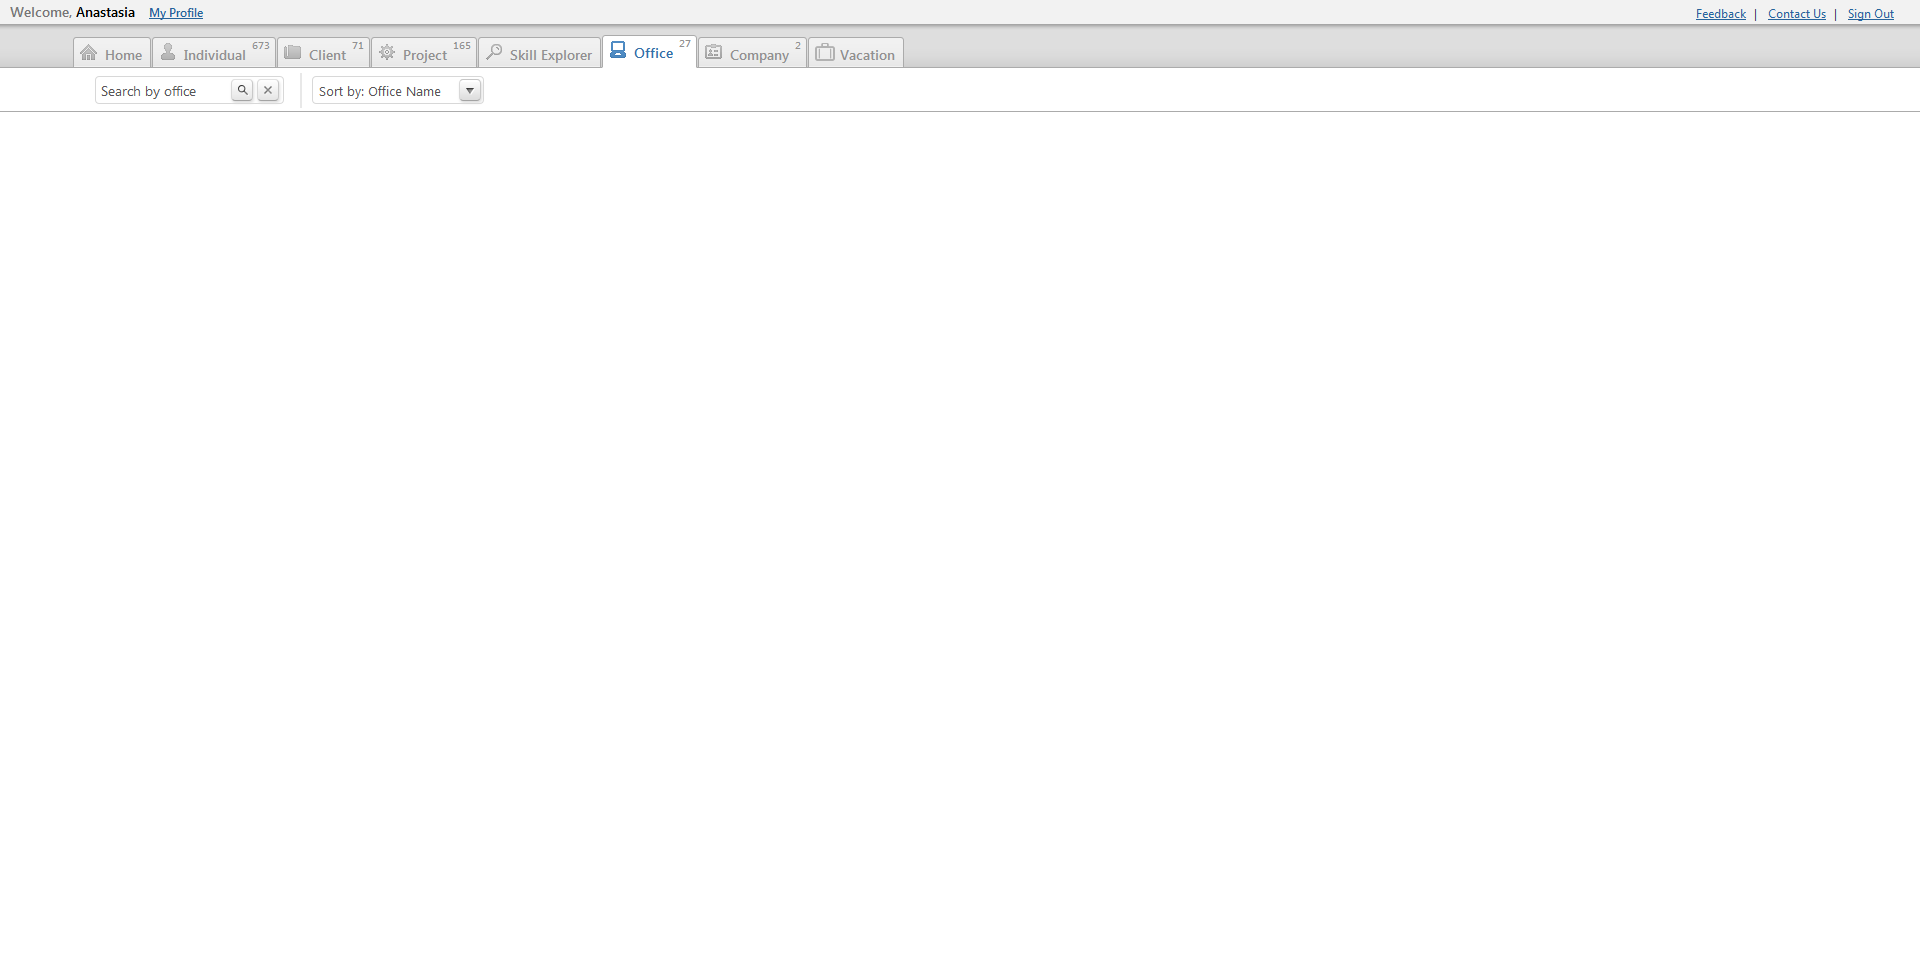 Welcome, Anastasia My Profile Feedback | Contact Us | Sign Out
Home Individual 673 Client 71 Project 165 Skill Explorer Office 27 Company 2 Vacation
Search by office Sort by: Office Name